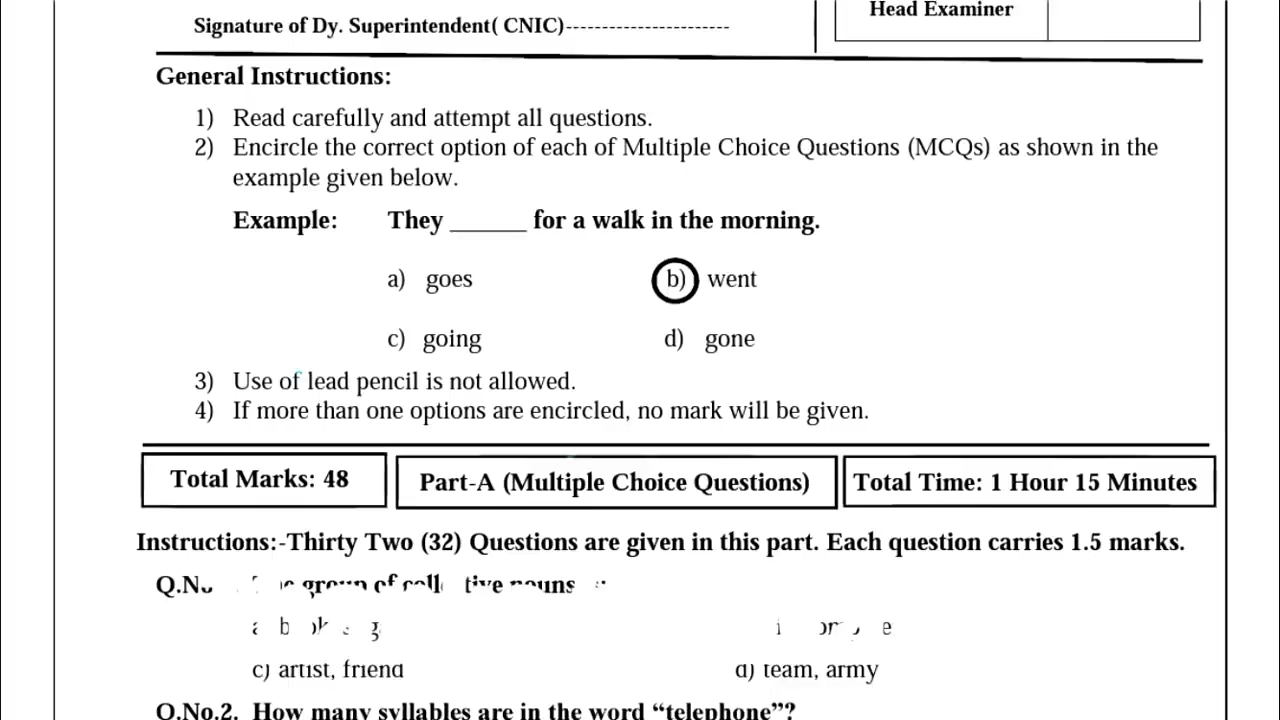 Signature of Dy. Superintendent( CNIC)-----------------------
Head Examiner
General Instructions:
1) Read carefully and attempt all questions.
2) Encircle the correct option of each of Multiple Choice Questions (MCQs) as shown in the
example given below.
Example: They ______ for a walk in the morning.
a) goes b) went
c) going d) gone
3) Use of lead pencil is not allowed.
4) If more than one options are encircled, no mark will be given.
Total Marks: 48 Part-A (Multiple Choice Questions) Total Time: 1 Hour 15 Minutes
Instructions:-Thirty Two (32) Questions are given in this part. Each question carries 1.5 marks.
group of collective nouns
c) artist, friend d) team, army
Q.No.2. How many syllables are in the word “telephone”?